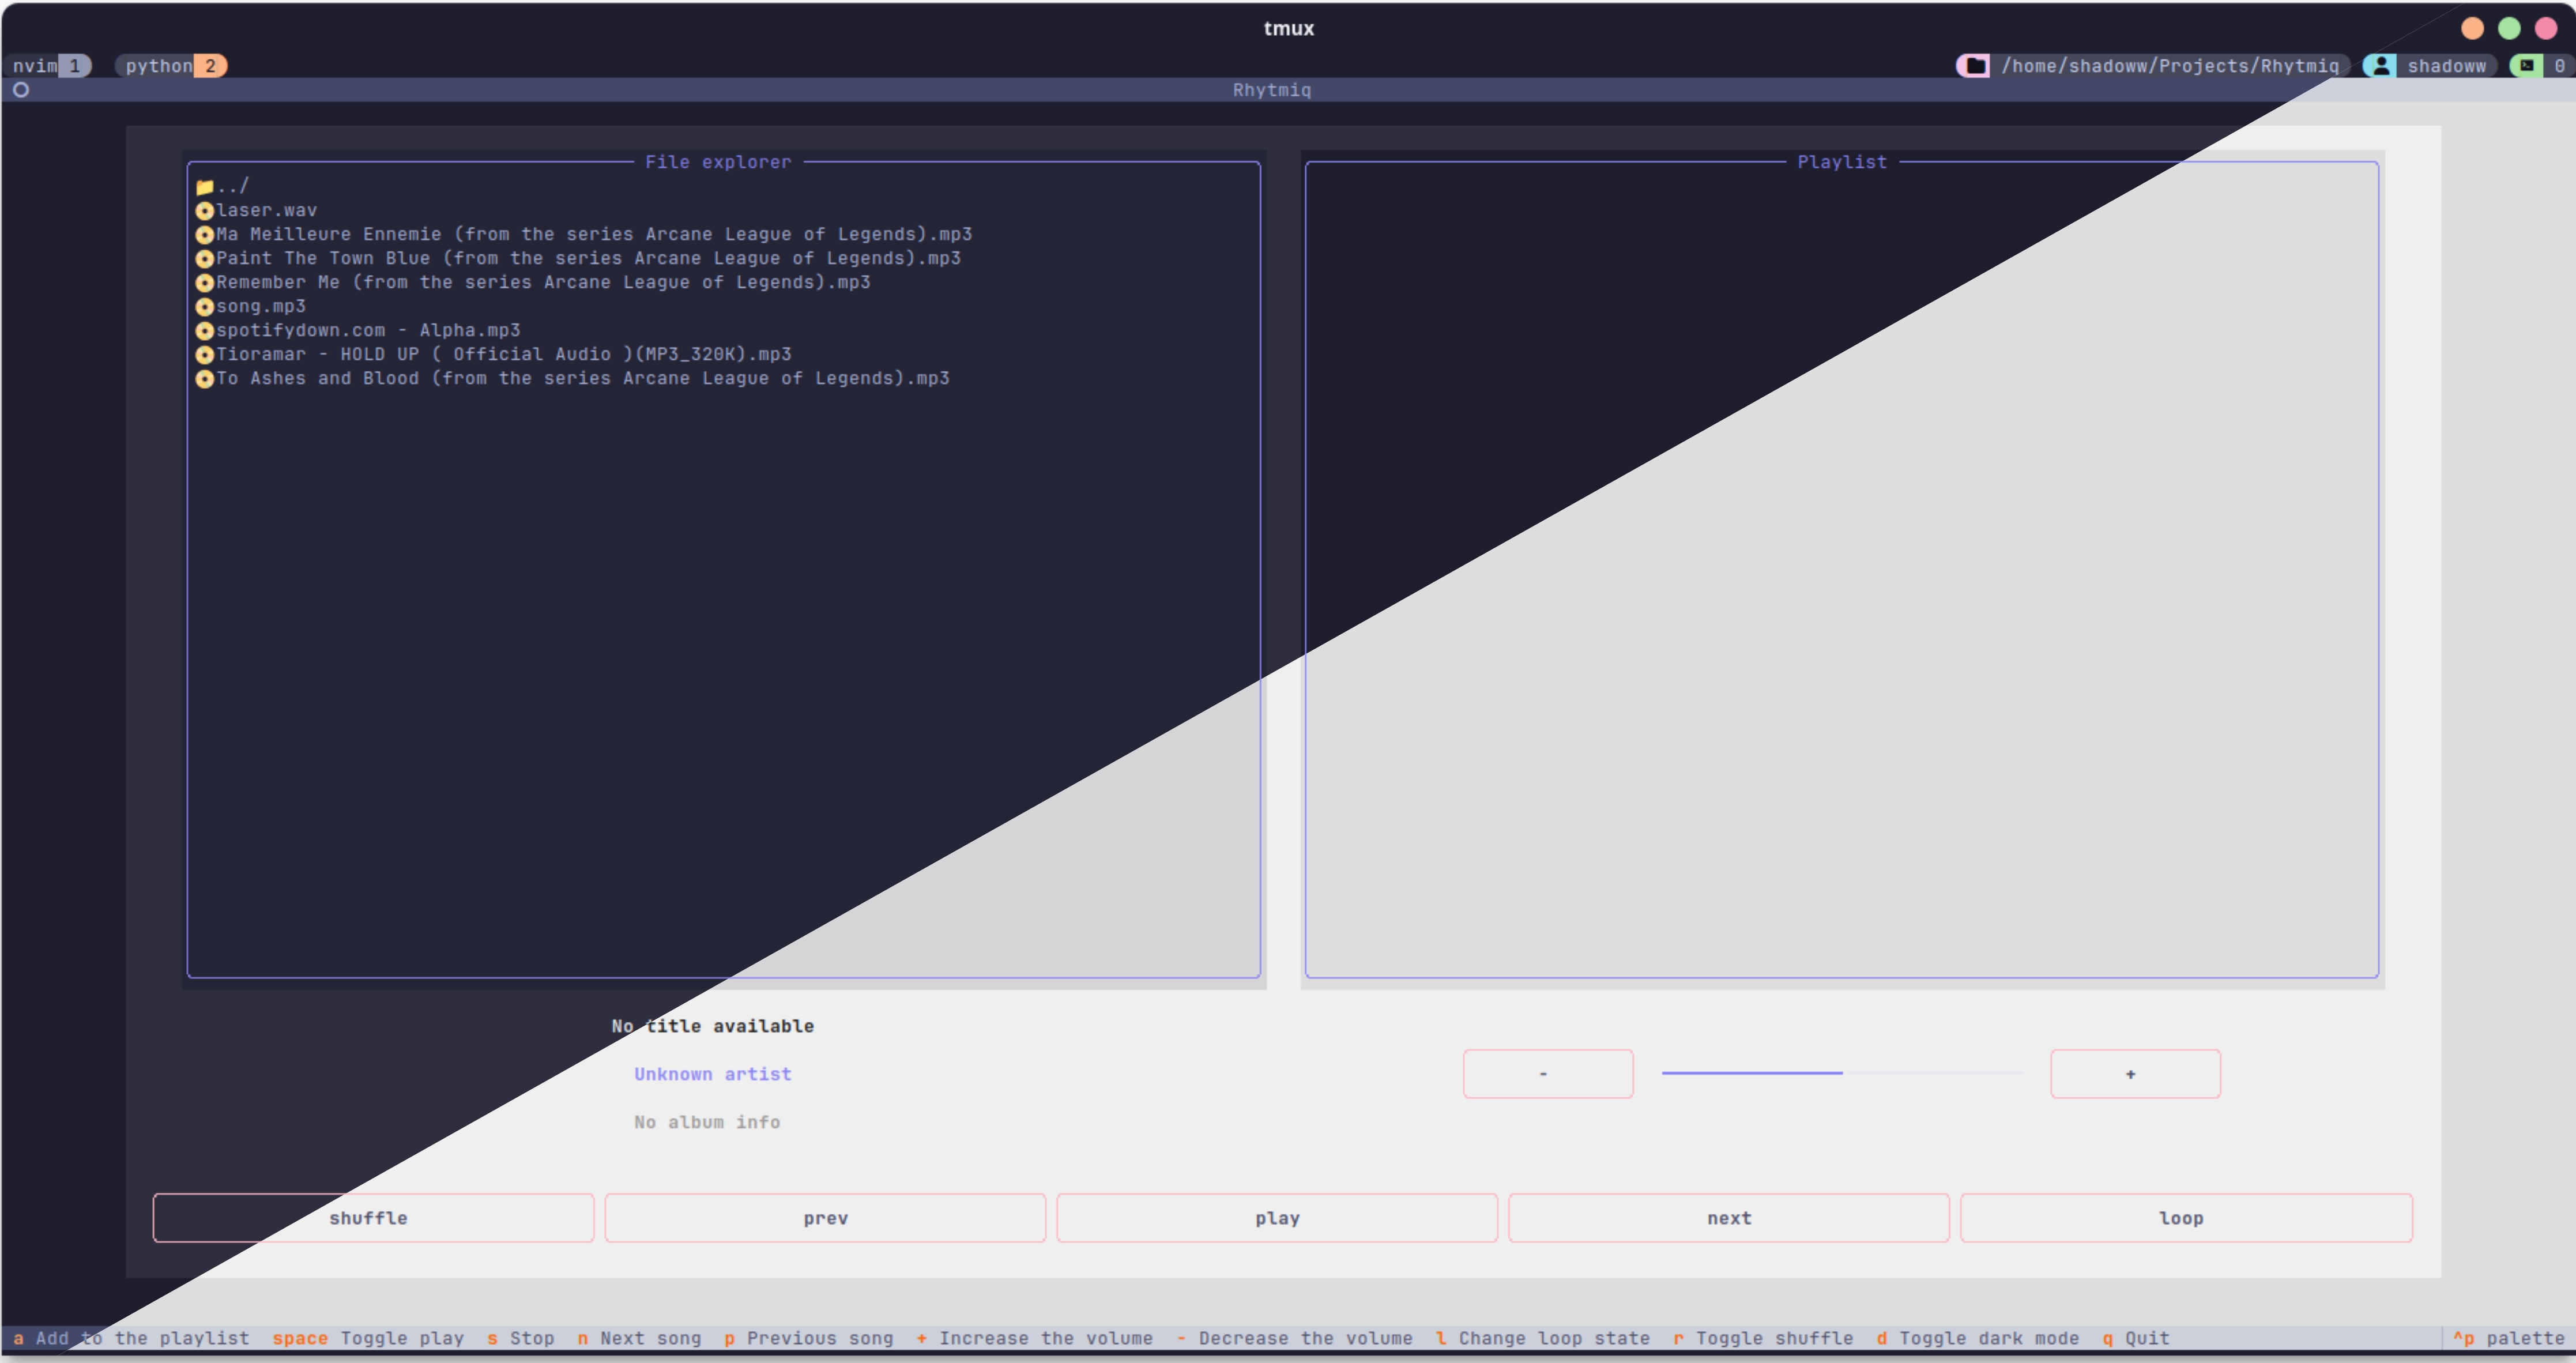 tmux
nvim 1 python 2 /home/shadoww/Projects/Rhytmiq shadoww 0
Rhytmiq
File explorer
../
laser.wav
Ma Meilleure Ennemie (from the series Arcane League of Legends).mp3
Paint The Town Blue (from the series Arcane League of Legends).mp3
Remember Me (from the series Arcane League of Legends).mp3
song.mp3
spotifydown.com - Alpha.mp3
Tioramar - HOLD UP ( Official Audio )(MP3_320K).mp3
To Ashes and Blood (from the series Arcane League of Legends).mp3
Playlist
No title available
Unknown artist
No album info
- +
shuffle prev play next loop
a Add to the playlist space Toggle play s Stop n Next song p Previous song + Increase the volume - Decrease the volume l Change loop state r Toggle shuffle d Toggle dark mode q Quit ^p palette